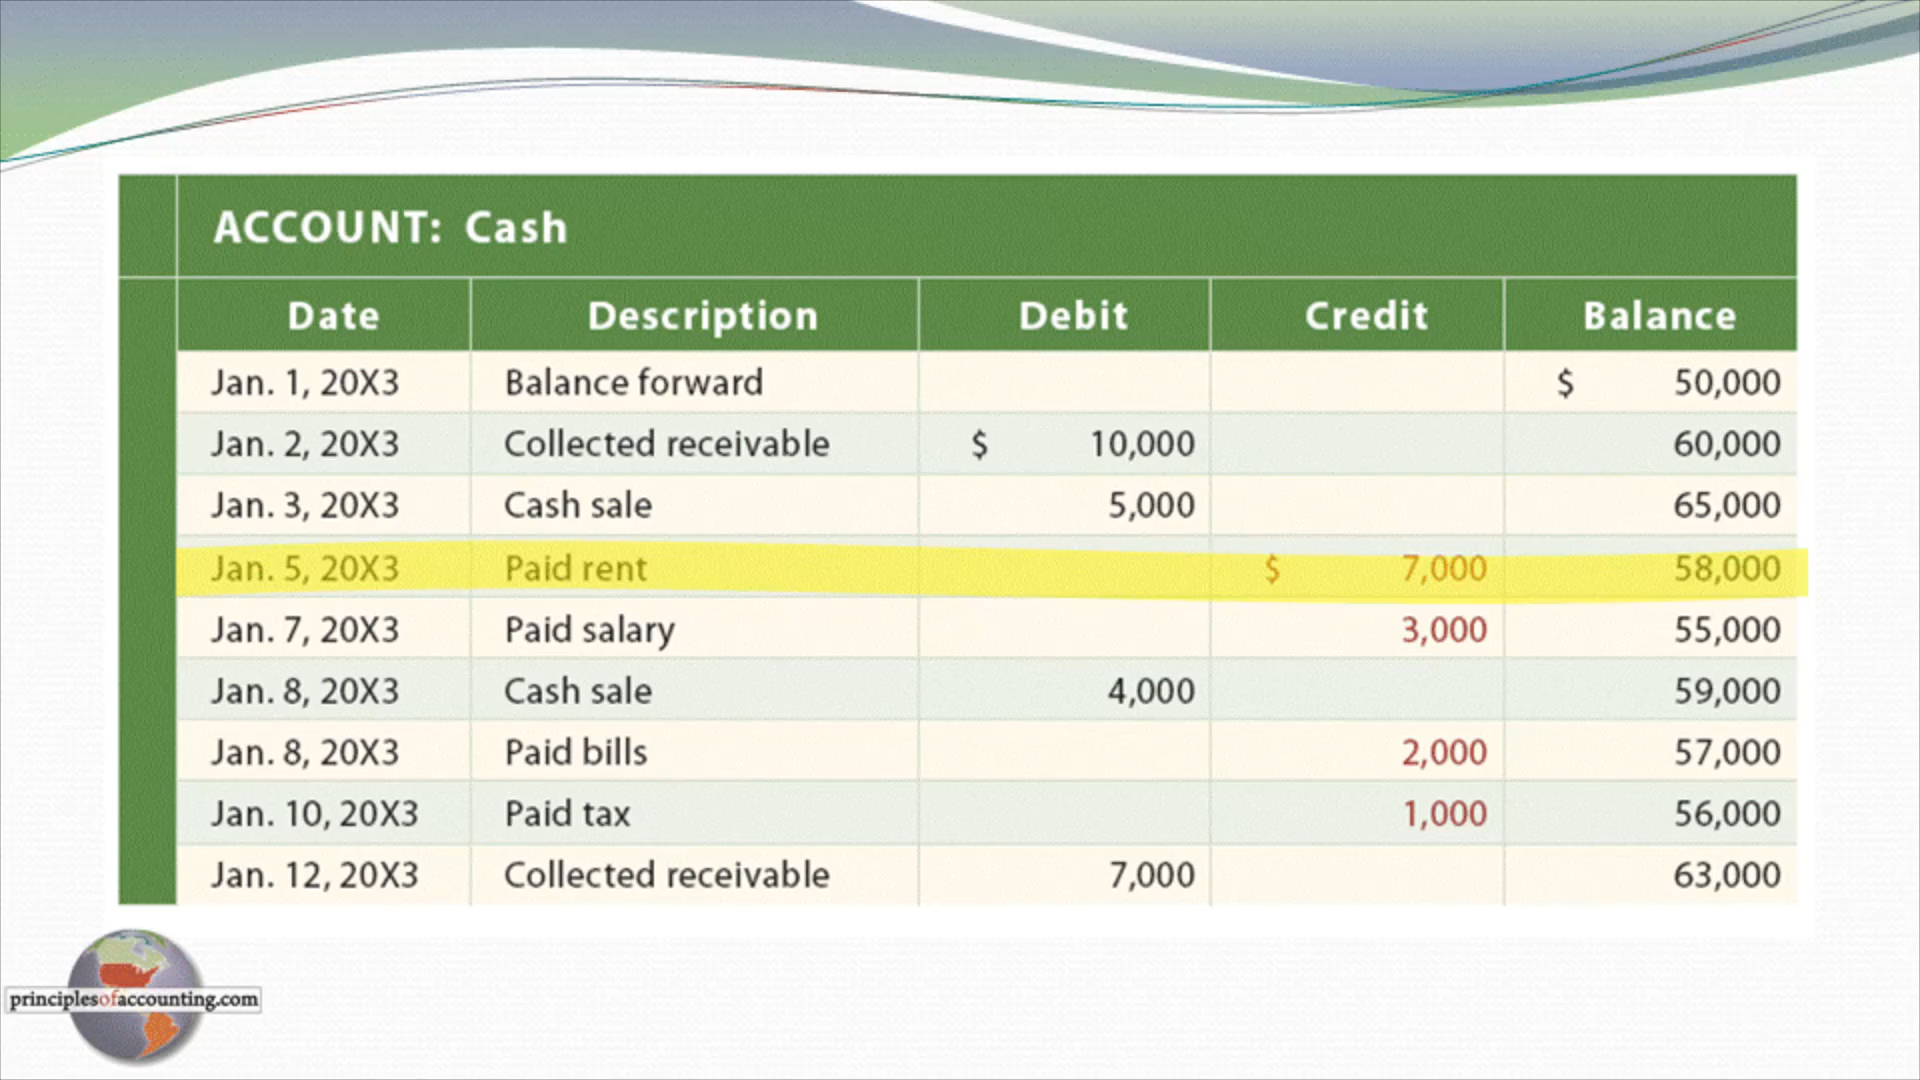 ACCOUNT: Cash
Date Description Debit Credit Balance
Jan. 1, 20X3 Balance forward $ 50,000
Jan. 2, 20X3 Collected receivable $ 10,000 60,000
Jan. 3, 20X3 Cash sale 5,000 65,000
Jan. 5, 20X3 Paid rent $ 7,000 58,000
Jan. 7, 20X3 Paid salary 3,000 55,000
Jan. 8, 20X3 Cash sale 4,000 59,000
Jan. 8, 20X3 Paid bills 2,000 57,000
Jan. 10, 20X3 Paid tax 1,000 56,000
Jan. 12, 20X3 Collected receivable 7,000 63,000
principlesofaccounting.com